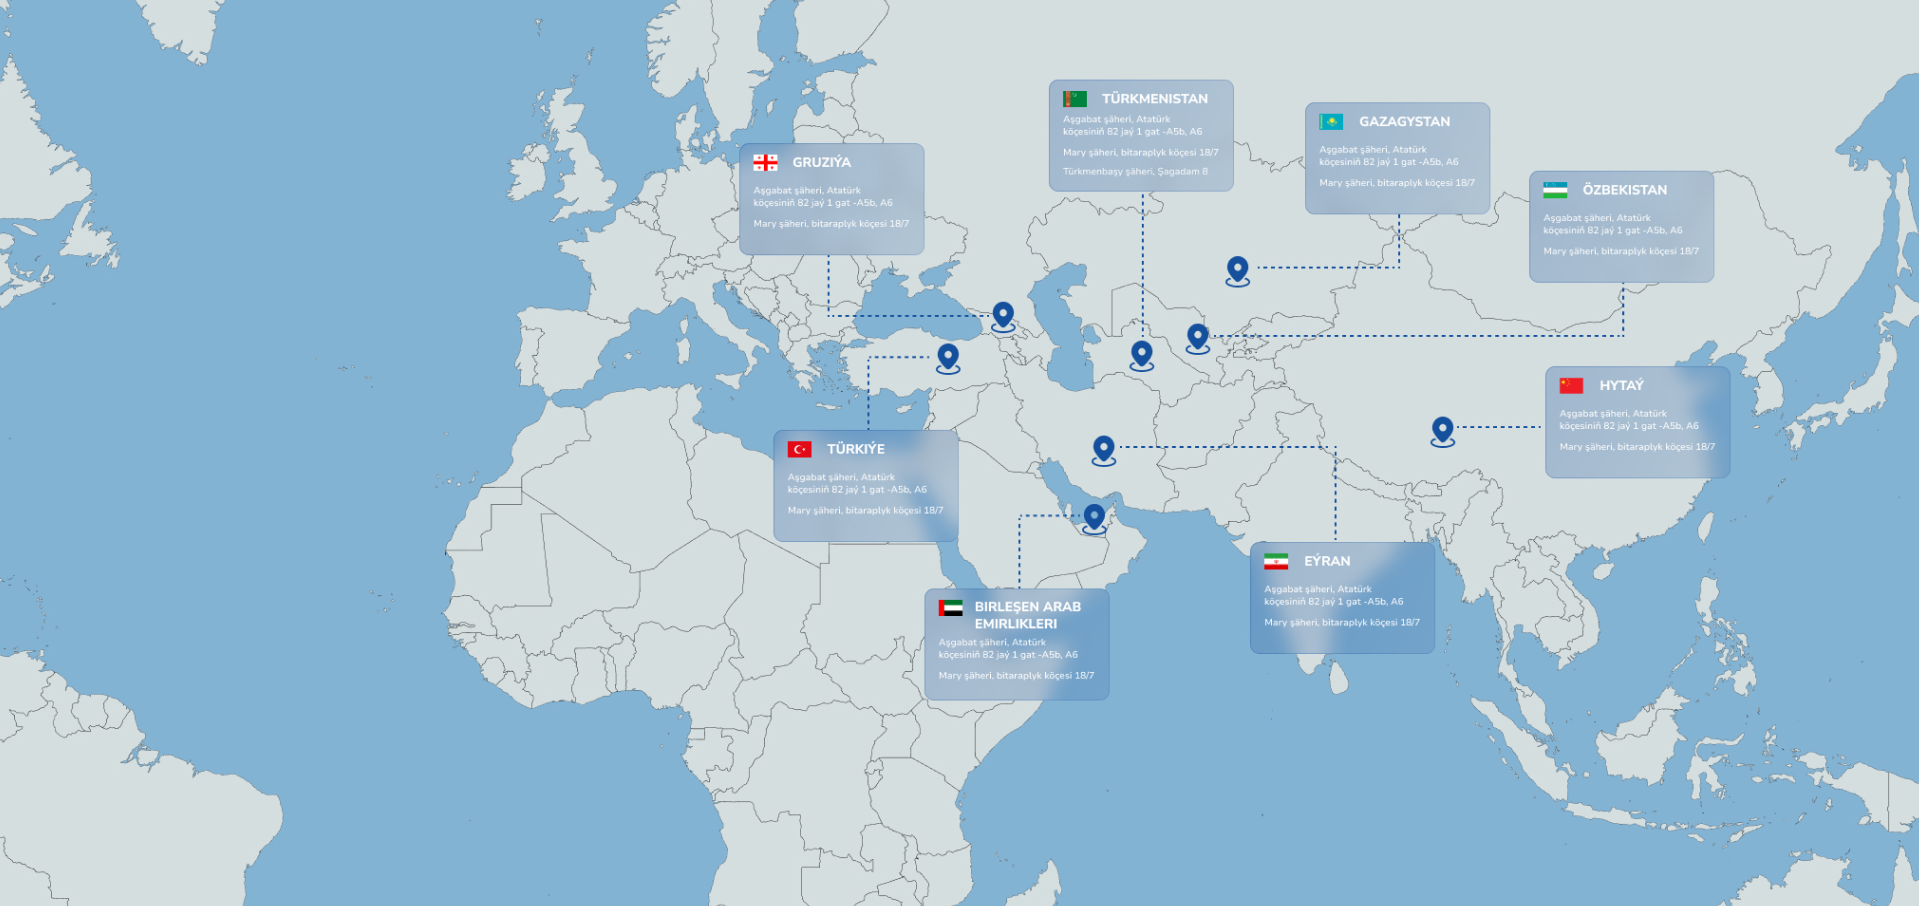 TÜRKMENISTAN
Aşgabat şäheri, Atatürk
köçesiniň 82 jaý 1 gat -A5b, A6
Mary şäheri, bitaraplyk köçesi 18/7
Türkmenbaşy şäheri, Şagadam 8
GAZAGYSTAN
Aşgabat şäheri, Atatürk
köçesiniň 82 jaý 1 gat -A5b, A6
Mary şäheri, bitaraplyk köçesi 18/7
GRUZIÝA
Aşgabat şäheri, Atatürk
köçesiniň 82 jaý 1 gat -A5b, A6
Mary şäheri, bitaraplyk köçesi 18/7
ÖZBEKISTAN
Aşgabat şäheri, Atatürk
köçesiniň 82 jaý 1 gat -A5b, A6
Mary şäheri, bitaraplyk köçesi 18/7
HYTAÝ
Aşgabat şäheri, Atatürk
köçesiniň 82 jaý 1 gat -A5b, A6
Mary şäheri, bitaraplyk köçesi 18/7
TÜRKIÝE
Aşgabat şäheri, Atatürk
köçesiniň 82 jaý 1 gat -A5b, A6
Mary şäheri, bitaraplyk köçesi 18/7
EÝRAN
Aşgabat şäheri, Atatürk
köçesiniň 82 jaý 1 gat -A5b, A6
Mary şäheri, bitaraplyk köçesi 18/7
BIRLEŞEN ARAB
EMIRLIKLERI
Aşgabat şäheri, Atatürk
köçesiniň 82 jaý 1 gat -A5b, A6
Mary şäheri, bitaraplyk köçesi 18/7